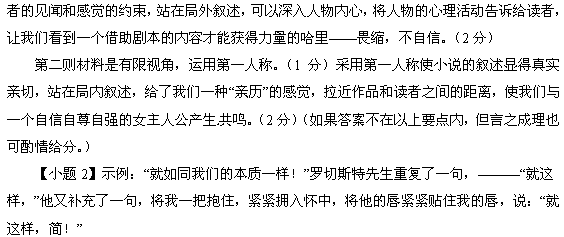 者的见闻和感觉的约束，站在局外叙述，可以深入人物内心，将人物的心理活动告诉给读者，
让我们看到一个借助剧本的内容才能获得力量的哈里——畏缩，不自信。（2 分）
第二则材料是有限视角，运用第一人称。（1 分）采用第一人称使小说的叙述显得真实
亲切，站在局内叙述，给了我们一种“亲历”的感觉，拉近作品和读者之间的距离，使我们与
一个自信自尊自强的女主人公产生共鸣。（2 分）（如果答案不在以上要点内，但言之成理也
可酌情给分。）
【小题 2】示例：“就如同我们的本质一样！”罗切斯特先生重复了一句，———“就这
样，”他又补充了一句，将我一把抱住，紧紧拥入怀中，将他的唇紧紧贴住我的唇，说：“就
这样，简！”